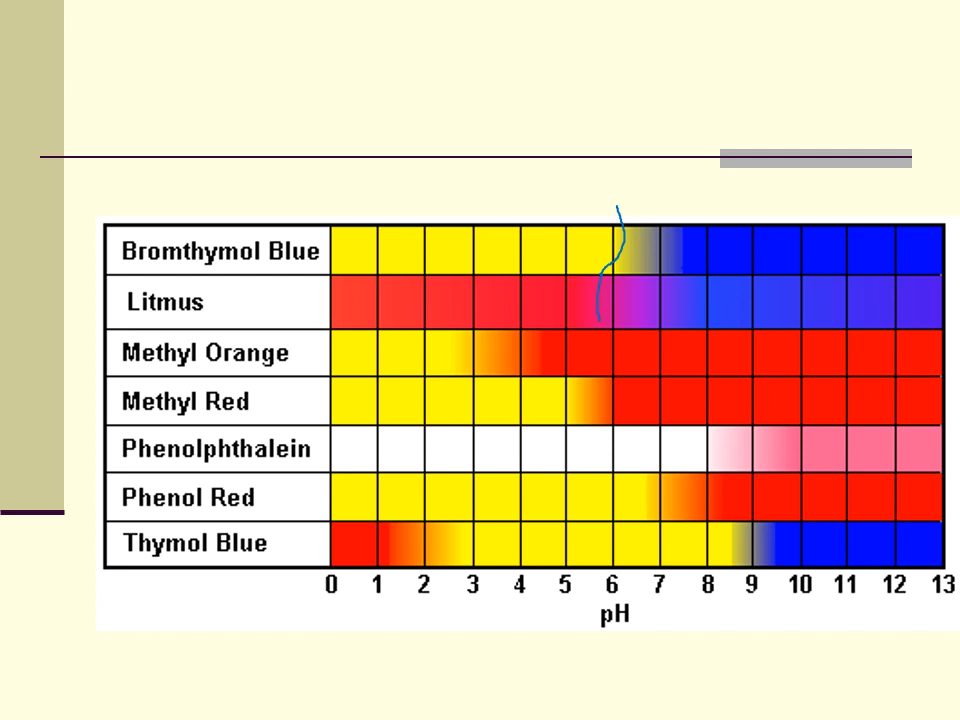 Bromthymol Blue
Litmus
Methyl Orange
Methyl Red
Phenolphthalein
Phenol Red
Thymol Blue
0 1 2 3 4 5 6 7 8 9 10 11 12 13
pH